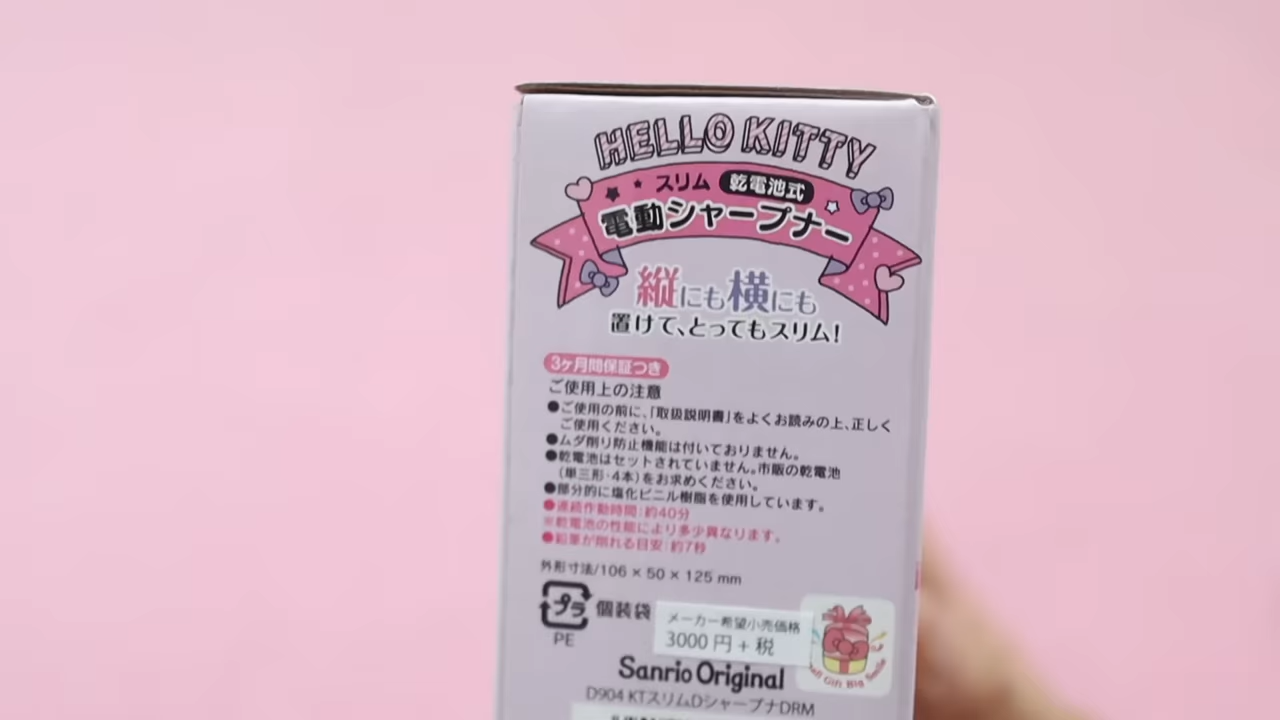 HELLO KITTY
スリム 乾電池式
電動シャープナー
縦にも横にも
置けて、とってもスリム!
3ヶ月間保証つき
ご使用上の注意
●ご使用の前に、「取扱説明書」をよくお読みの上、正しく
ご使用ください。
●ムダ削り防止機能は付いておりません。
●乾電池はセットされていません。市販の乾電池
(単三形・4本)をお求めください。
●部分的に塩化ビニル樹脂を使用しています。
●連続作動時間:約40分
※乾電池の性能により多少異なります。
●鉛筆が削れる目安:約7秒
外形寸法/106 × 50 × 125 mm
プラ 個装袋
PE
メーカー希望小売価格
3000 円 + 税
Small Gift Big Smile
Sanrio Original
D904 KTスリムDシャープナDRM